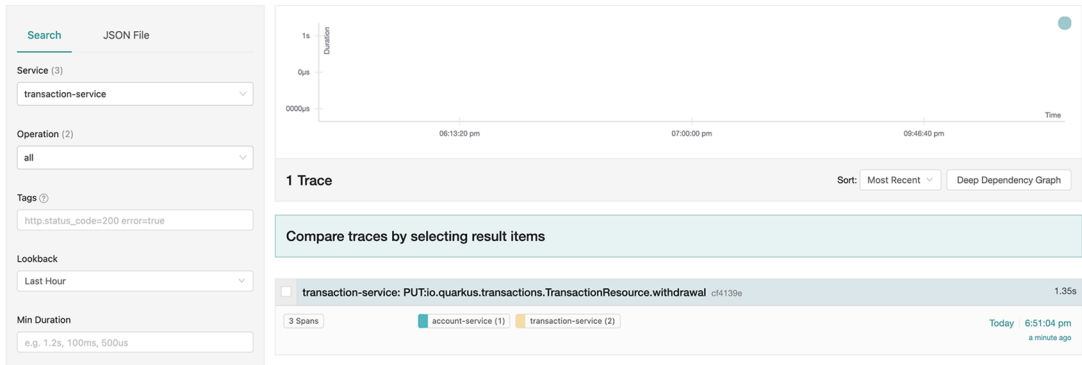 Search JSON File
Service (3)
transaction-service
Operation (2)
all
Tags ?
http.status_code=200 error=true
Lookback
Last Hour
Min Duration
e.g. 1.2s, 100ms, 500us
Duration
1s
0μs
0000μs
Time
06:13:20 pm 07:00:00 pm 09:46:40 pm
1 Trace Sort: Most Recent Deep Dependency Graph
Compare traces by selecting result items
transaction-service: PUT:io.quarkus.transactions.TransactionResource.withdrawal cf4139e 1.35s
3 Spans account-service (1) transaction-service (2) Today 6:51:04 pm
a minute ago